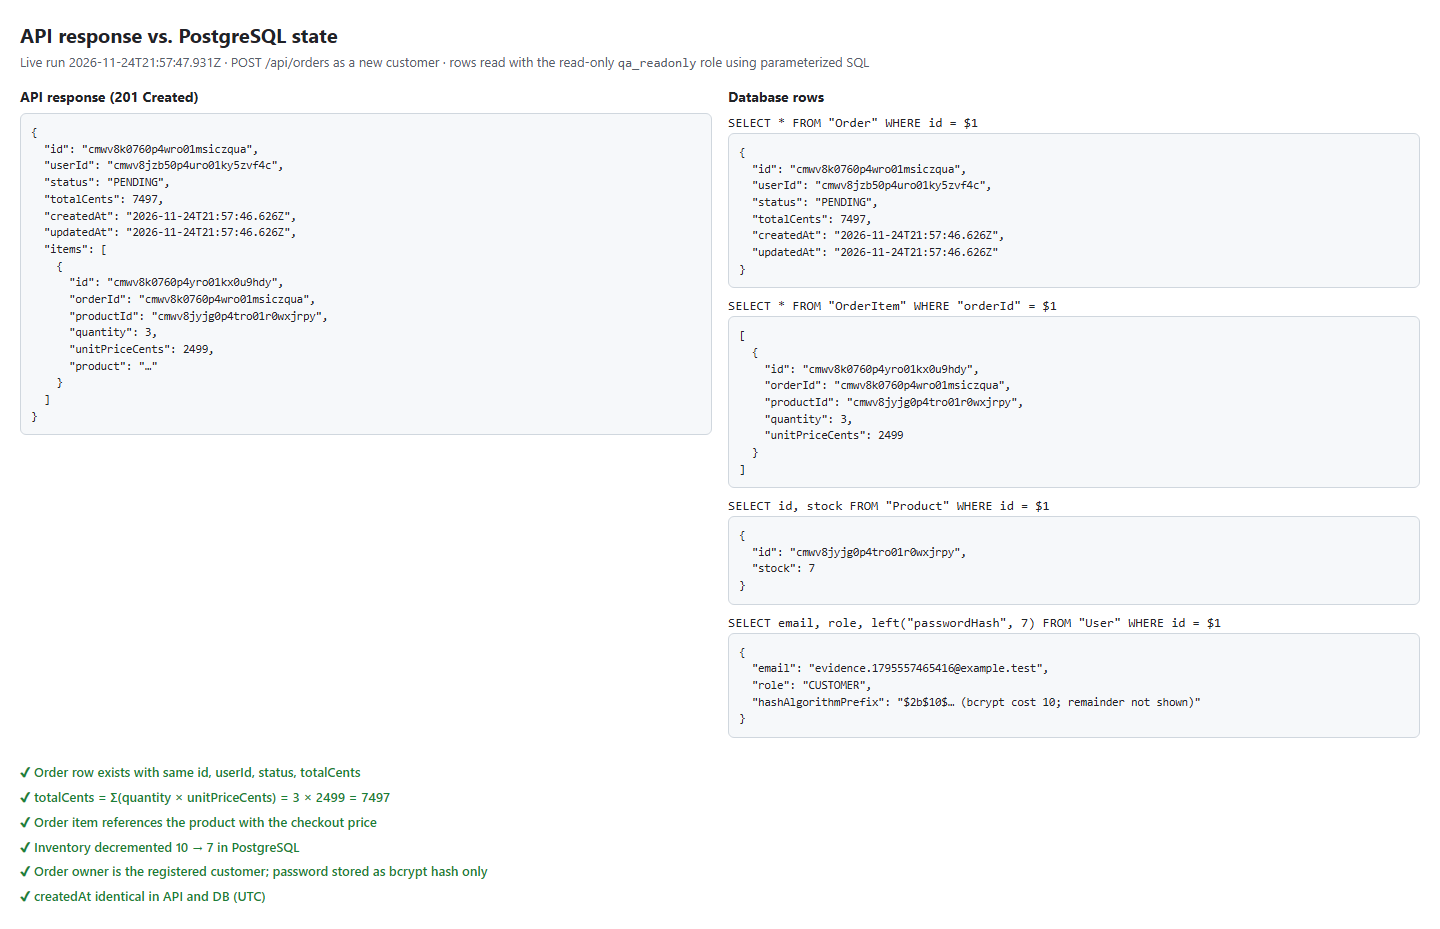 API response vs. PostgreSQL state
Live run 2026-11-24T21:57:47.931Z · POST /api/orders as a new customer · rows read with the read-only qa_readonly role using parameterized SQL
API response (201 Created)
{
  "id": "cmwv8k0760p4wro01msiczqua",
  "userId": "cmwv8jzb50p4uro01ky5zvf4c",
  "status": "PENDING",
  "totalCents": 7497,
  "createdAt": "2026-11-24T21:57:46.626Z",
  "updatedAt": "2026-11-24T21:57:46.626Z",
  "items": [
    {
      "id": "cmwv8k0760p4yro01kx0u9hdy",
      "orderId": "cmwv8k0760p4wro01msiczqua",
      "productId": "cmwv8jyjg0p4tro01r0wxjrpy",
      "quantity": 3,
      "unitPriceCents": 2499,
      "product": "…"
    }
  ]
}
Database rows
SELECT * FROM "Order" WHERE id = $1
{
  "id": "cmwv8k0760p4wro01msiczqua",
  "userId": "cmwv8jzb50p4uro01ky5zvf4c",
  "status": "PENDING",
  "totalCents": 7497,
  "createdAt": "2026-11-24T21:57:46.626Z",
  "updatedAt": "2026-11-24T21:57:46.626Z"
}
SELECT * FROM "OrderItem" WHERE "orderId" = $1
[
  {
    "id": "cmwv8k0760p4yro01kx0u9hdy",
    "orderId": "cmwv8k0760p4wro01msiczqua",
    "productId": "cmwv8jyjg0p4tro01r0wxjrpy",
    "quantity": 3,
    "unitPriceCents": 2499
  }
]
SELECT id, stock FROM "Product" WHERE id = $1
{
  "id": "cmwv8jyjg0p4tro01r0wxjrpy",
  "stock": 7
}
SELECT email, role, left("passwordHash", 7) FROM "User" WHERE id = $1
{
  "email": "evidence.1795557465416@example.test",
  "role": "CUSTOMER",
  "hashAlgorithmPrefix": "$2b$10$… (bcrypt cost 10; remainder not shown)"
}
✔ Order row exists with same id, userId, status, totalCents
✔ totalCents = Σ(quantity × unitPriceCents) = 3 × 2499 = 7497
✔ Order item references the product with the checkout price
✔ Inventory decremented 10 → 7 in PostgreSQL
✔ Order owner is the registered customer; password stored as bcrypt hash only
✔ createdAt identical in API and DB (UTC)